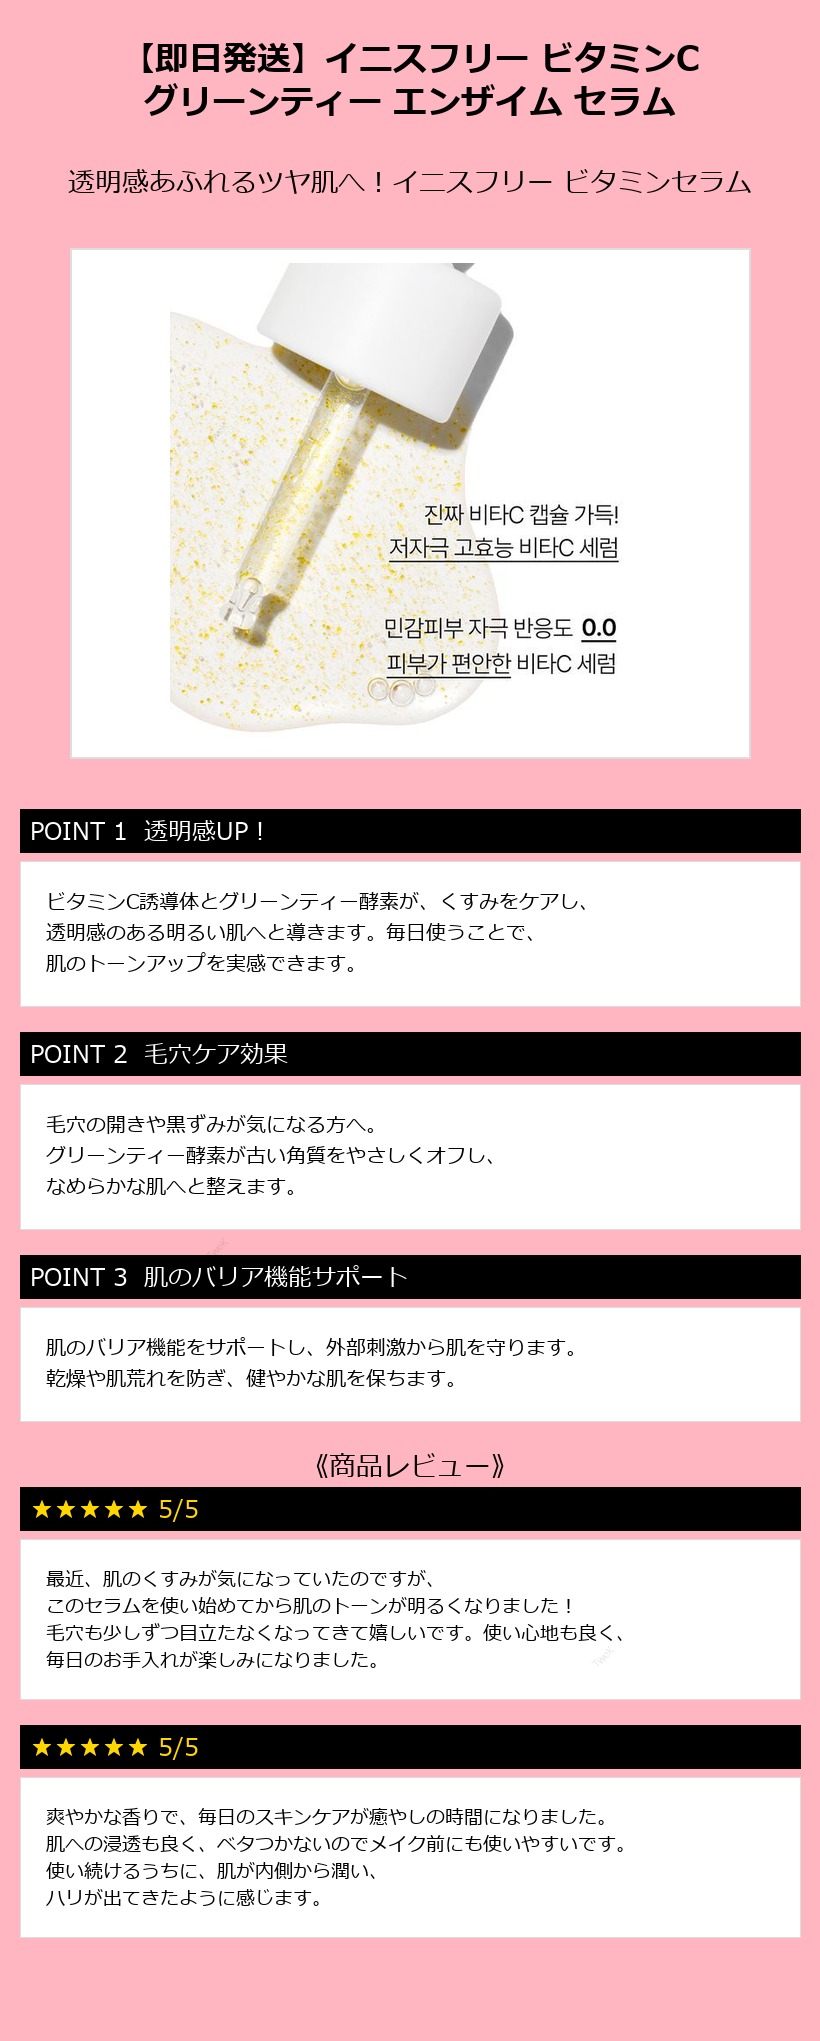 【即日発送】イニスフリー ビタミンC
グリーンティー エンザイム セラム
透明感あふれるツヤ肌へ！イニスフリー ビタミンセラム
진짜 비타C 캡슐 가득!
저자극 고효능 비타C 세럼
민감피부 자극 반응도 0.0
피부가 편안한 비타C 세럼
POINT 1 透明感UP！
ビタミンC誘導体とグリーンティー酵素が、くすみをケアし、
透明感のある明るい肌へと導きます。毎日使うことで、
肌のトーンアップを実感できます。
POINT 2 毛穴ケア効果
毛穴の開きや黒ずみが気になる方へ。
グリーンティー酵素が古い角質をやさしくオフし、
なめらかな肌へと整えます。
POINT 3 肌のバリア機能サポート
肌のバリア機能をサポートし、外部刺激から肌を守ります。
乾燥や肌荒れを防ぎ、健やかな肌を保ちます。
《商品レビュー》
★★★★★ 5/5
最近、肌のくすみが気になっていたのですが、
このセラムを使い始めてから肌のトーンが明るくなりました！
毛穴も少しずつ目立たなくなってきて嬉しいです。使い心地も良く、
毎日のお手入れが楽しみになりました。
★★★★★ 5/5
爽やかな香りで、毎日のスキンケアが癒やしの時間になりました。
肌への浸透も良く、ベタつかないのでメイク前にも使いやすいです。
使い続けるうちに、肌が内側から潤い、
ハリが出てきたように感じます。